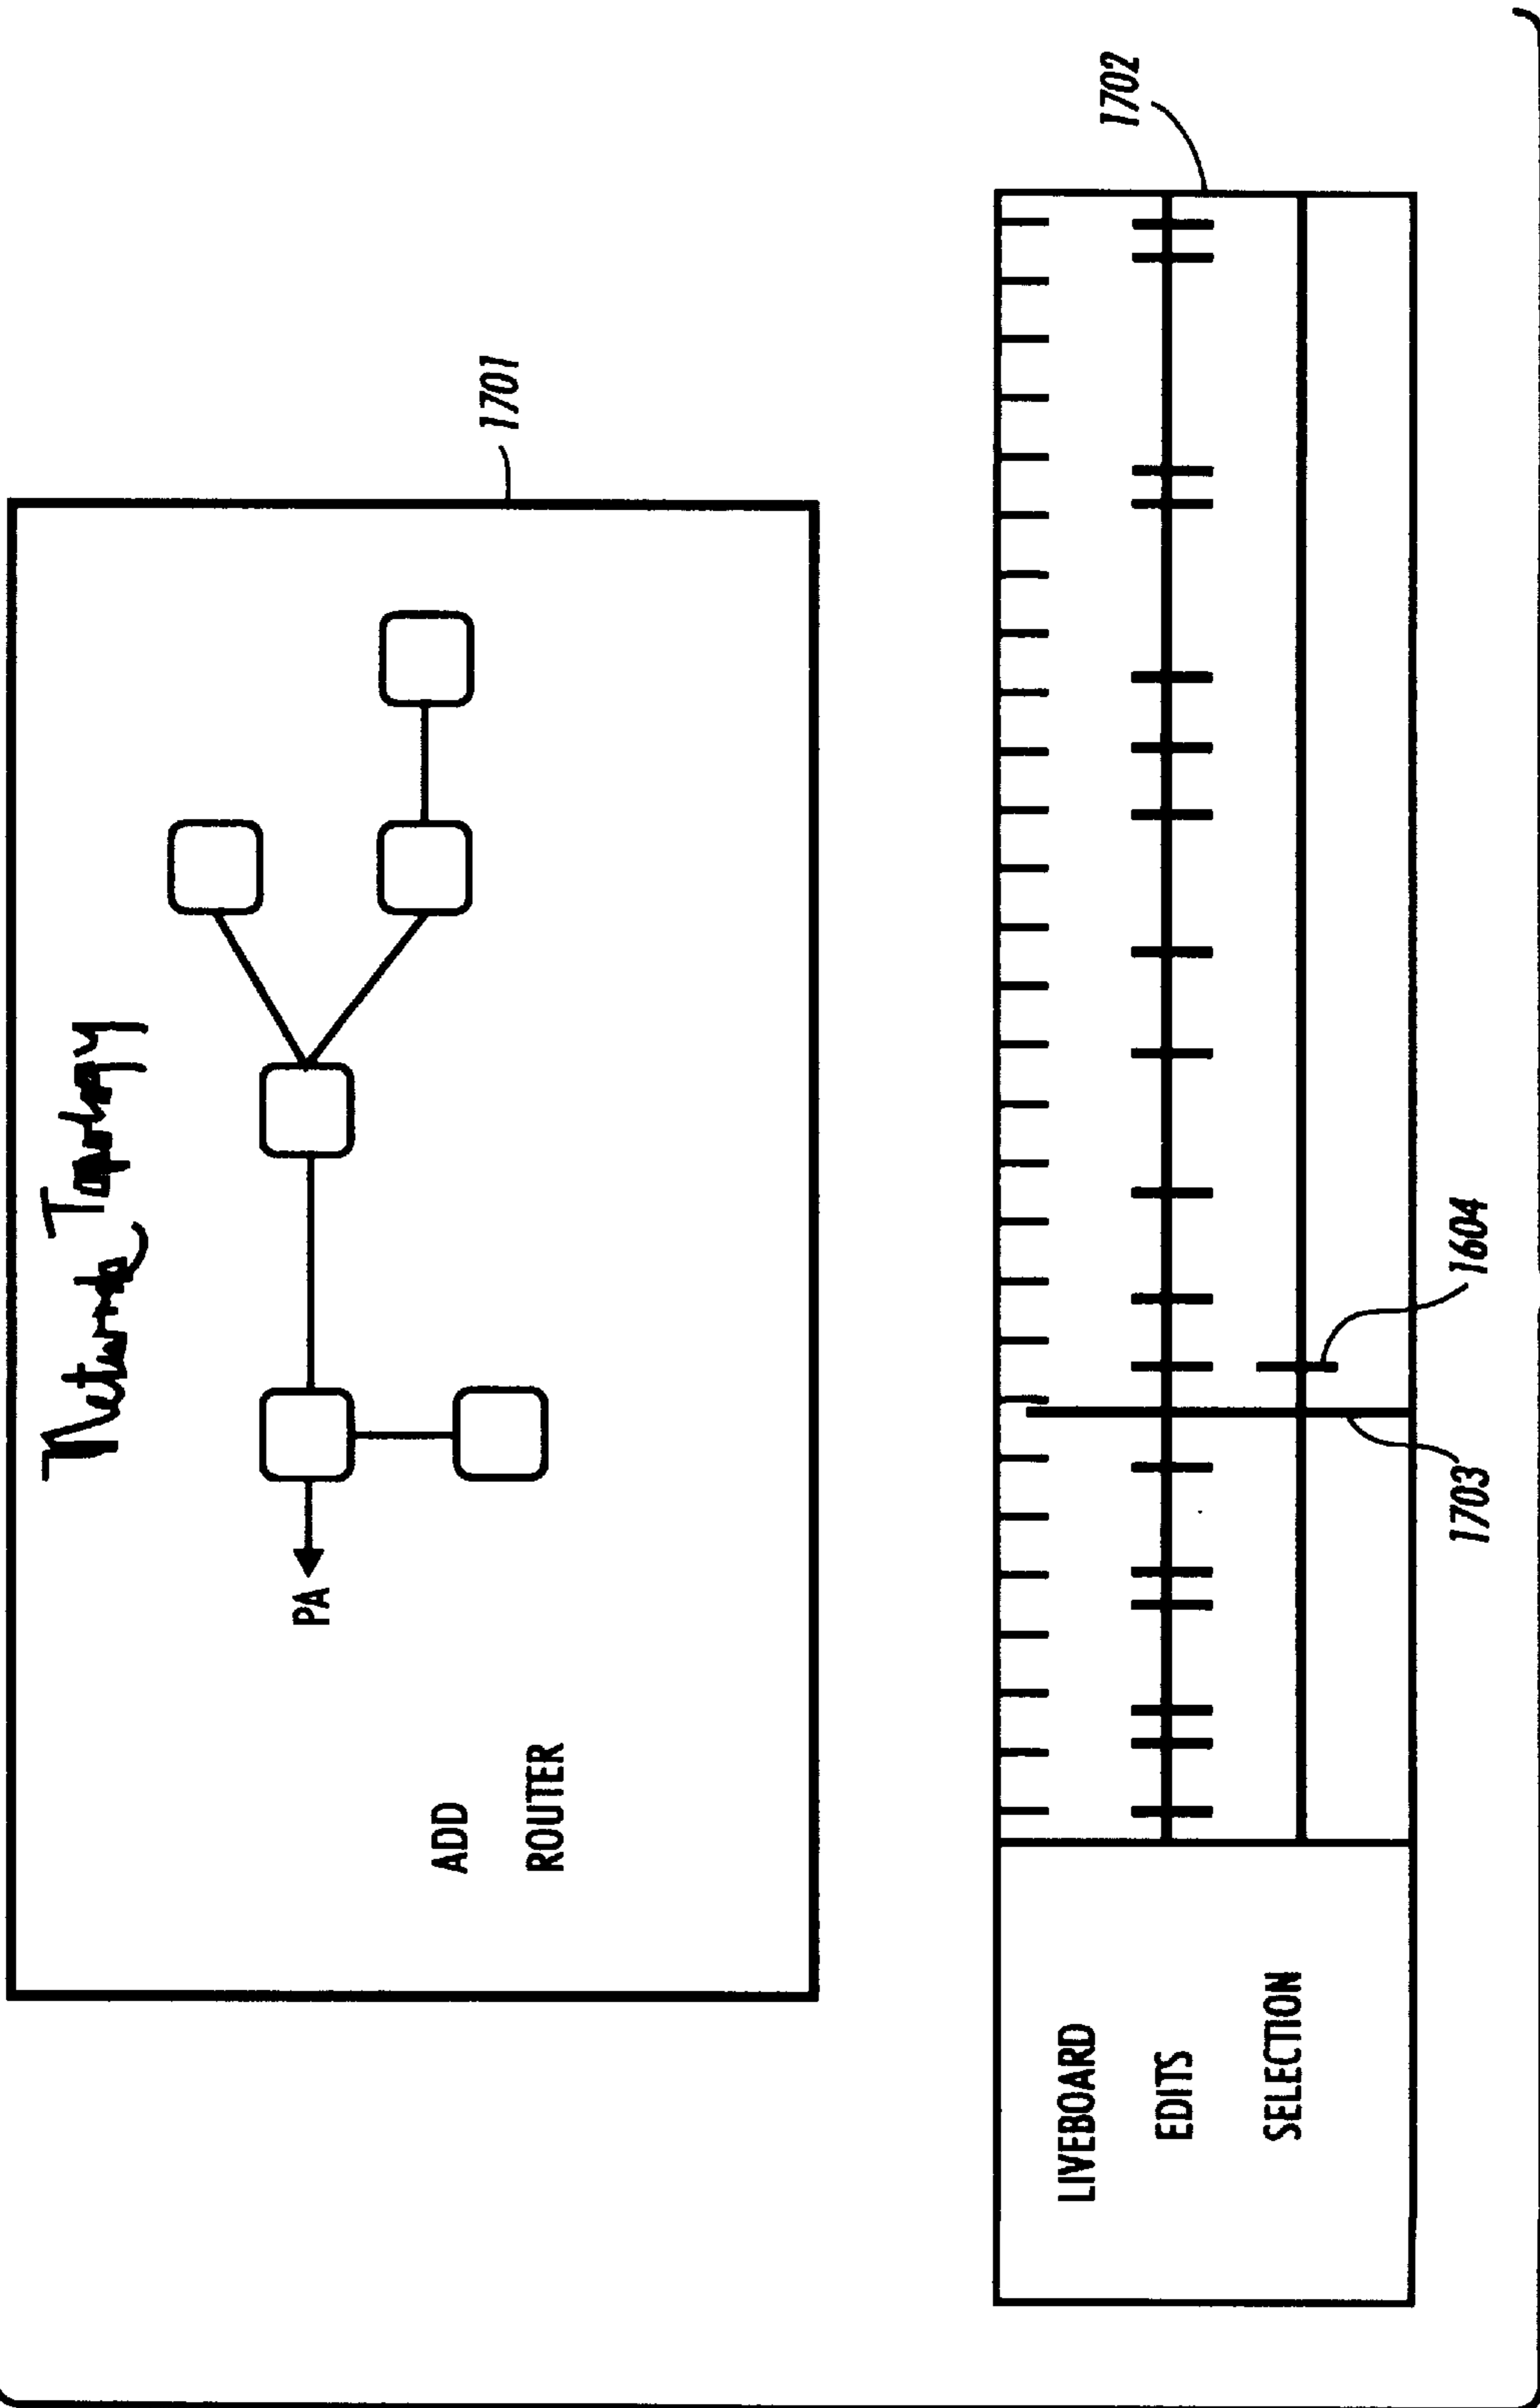 Network Topology
1701
PA
ADD
ROUTER
1702
LIVEBOARD
EDITS
SELECTION
1703
1604